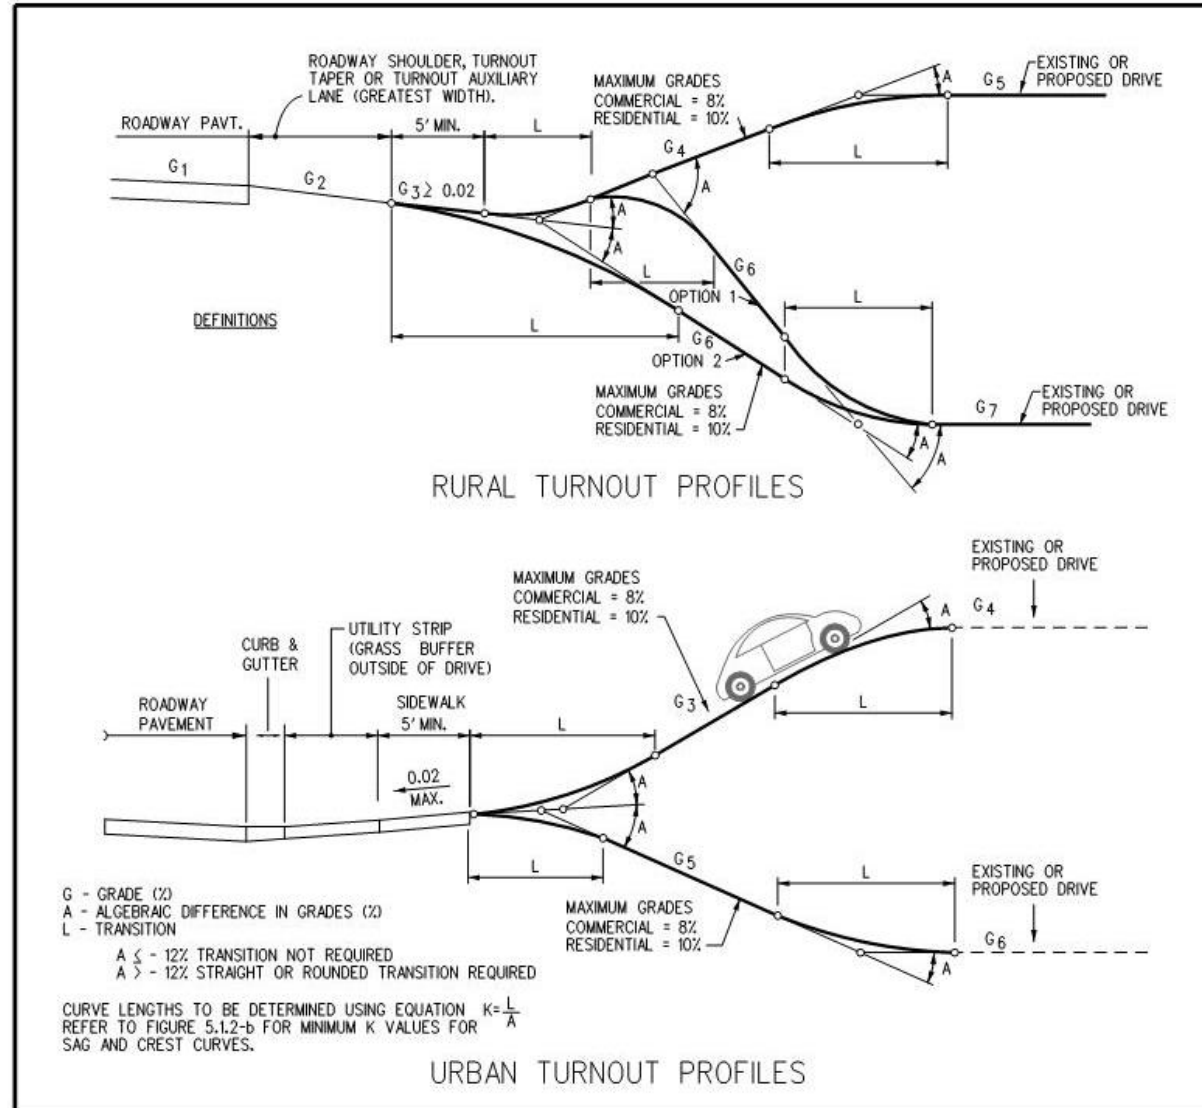 ROADWAY SHOULDER, TURNOUT
TAPER OR TURNOUT AUXILIARY
LANE (GREATEST WIDTH).
ROADWAY PAVT.
5' MIN.
L
MAXIMUM GRADES
COMMERCIAL = 8%
RESIDENTIAL = 10%
A
G5
EXISTING OR
PROPOSED DRIVE
G1
G2
G3 ≥ 0.02
G4
L
A
A
A
L
G6
OPTION 1
L
DEFINITIONS
L
G6
OPTION 2
MAXIMUM GRADES
COMMERCIAL = 8%
RESIDENTIAL = 10%
G7
EXISTING OR
PROPOSED DRIVE
A
A
RURAL TURNOUT PROFILES
EXISTING OR
PROPOSED DRIVE
MAXIMUM GRADES
COMMERCIAL = 8%
RESIDENTIAL = 10%
A
G4
CURB &
GUTTER
UTILITY STRIP
(GRASS BUFFER
OUTSIDE OF DRIVE)
ROADWAY
PAVEMENT
SIDEWALK
5' MIN.
L
G3
L
0.02
MAX.
A
A
L
G5
L
EXISTING OR
PROPOSED DRIVE
MAXIMUM GRADES
COMMERCIAL = 8%
RESIDENTIAL = 10%
G6
A
G - GRADE (%)
A - ALGEBRAIC DIFFERENCE IN GRADES (%)
L - TRANSITION
A ≤ - 12% TRANSITION NOT REQUIRED
A > - 12% STRAIGHT OR ROUNDED TRANSITION REQUIRED
CURVE LENGTHS TO BE DETERMINED USING EQUATION K=L/A
REFER TO FIGURE 5.1.2-b FOR MINIMUM K VALUES FOR
SAG AND CREST CURVES.
URBAN TURNOUT PROFILES